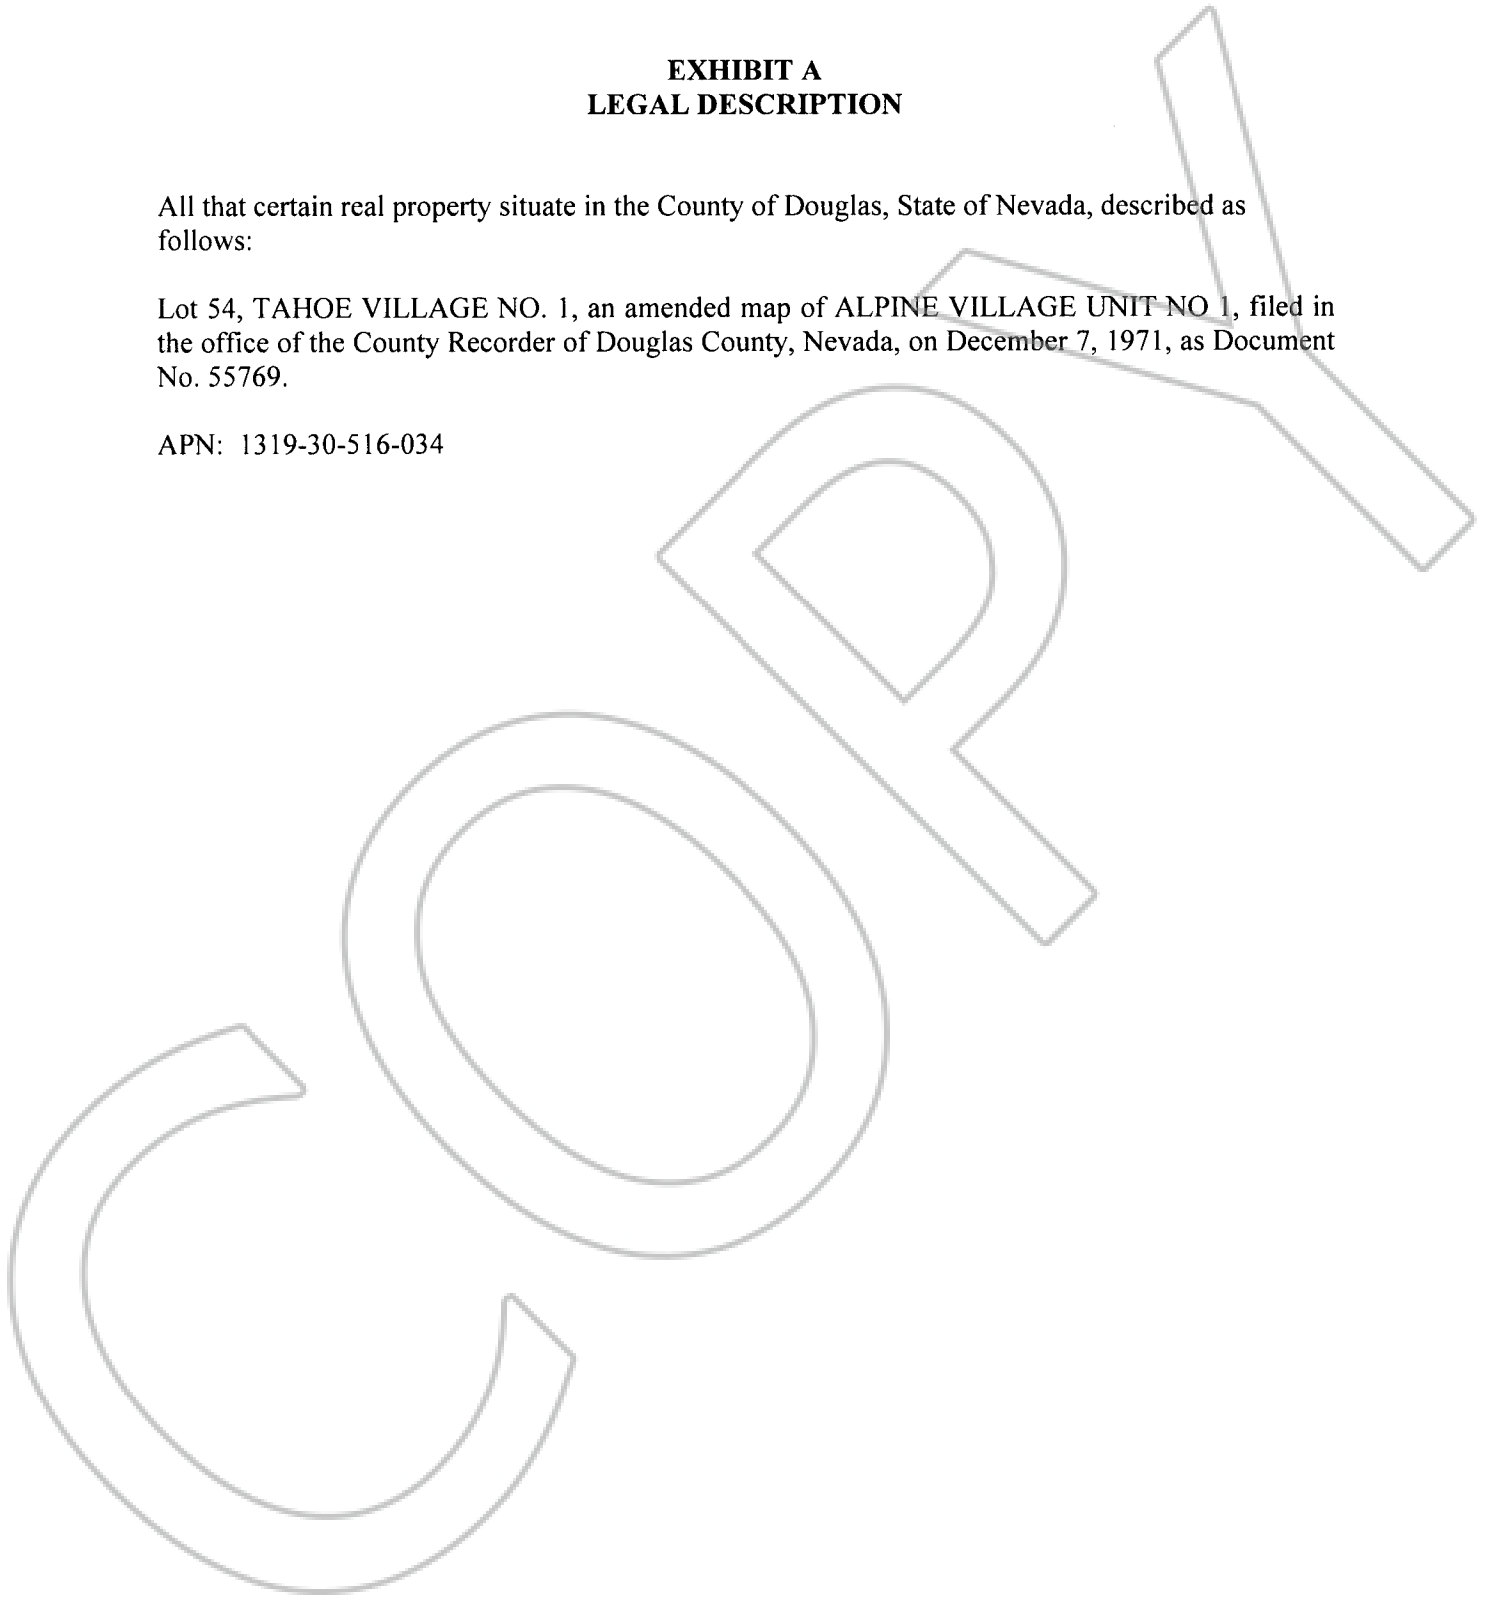 EXHIBIT A
LEGAL DESCRIPTION
All that certain real property situate in the County of Douglas, State of Nevada, described as
follows:
Lot 54, TAHOE VILLAGE NO. 1, an amended map of ALPINE VILLAGE UNIT NO 1, filed in
the office of the County Recorder of Douglas County, Nevada, on December 7, 1971, as Document
No. 55769.
APN: 1319-30-516-034
COPY